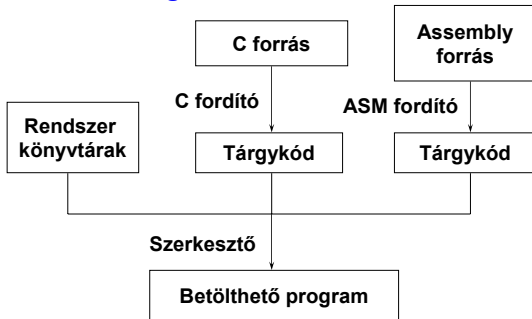 C forrás
Assembly
forrás
C fordító
ASM fordító
Rendszer
könyvtárak
Tárgykód
Tárgykód
Szerkesztő
Betölthető program